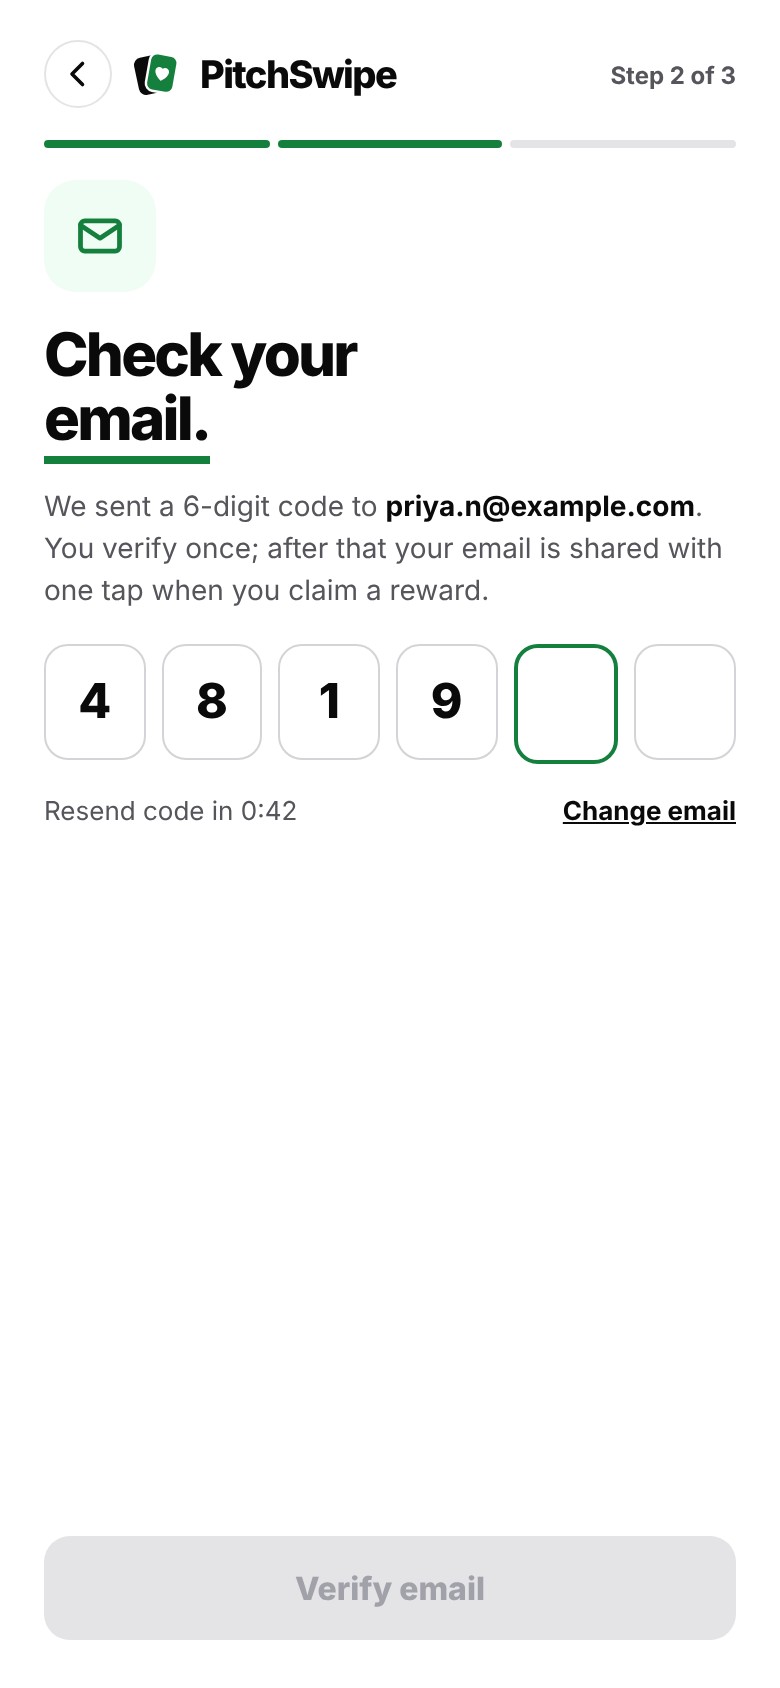 PitchSwipe
Step 2 of 3
Check your
email.
We sent a 6-digit code to priya.n@example.com.
You verify once; after that your email is shared with
one tap when you claim a reward.
4 8 1 9
Resend code in 0:42
Change email
Verify email